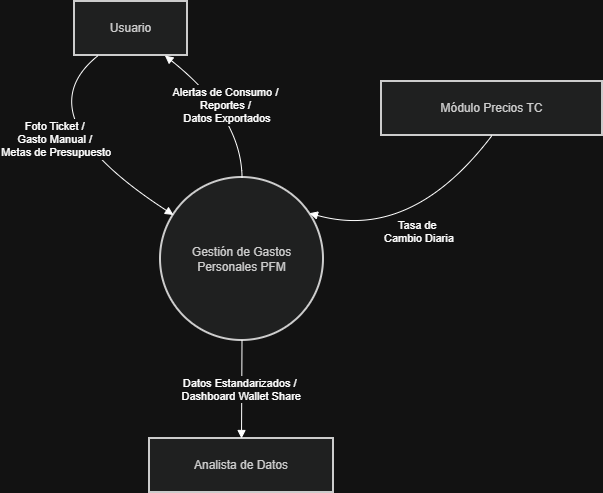 Usuario
Alertas de Consumo /
Reportes /
Datos Exportados
Módulo Precios TC
Foto Ticket /
Gasto Manual /
Metas de Presupuesto
Tasa de
Cambio Diaria
Gestión de Gastos
Personales PFM
Datos Estandarizados /
Dashboard Wallet Share
Analista de Datos